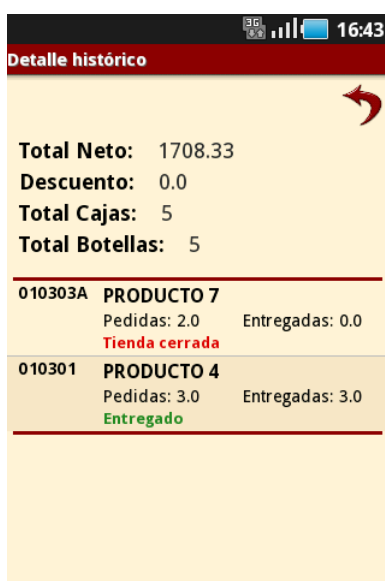 3G 16:43
Detalle histórico
Total Neto: 1708.33
Descuento: 0.0
Total Cajas: 5
Total Botellas: 5
010303A PRODUCTO 7
Pedidas: 2.0 Entregadas: 0.0
Tienda cerrada
010301 PRODUCTO 4
Pedidas: 3.0 Entregadas: 3.0
Entregado